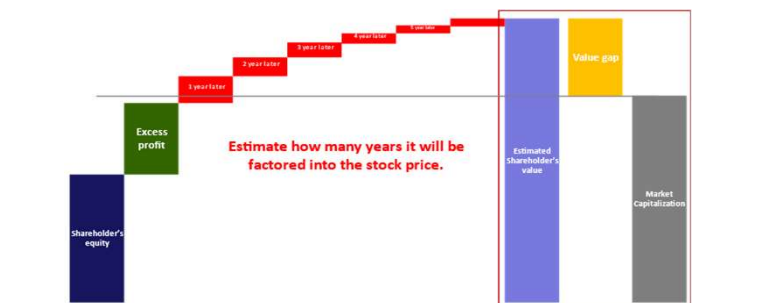 5 year later
4 year later
3 year later
2 year later
1 year later
Value gap
Excess
profit
Estimate how many years it will be
factored into the stock price.
Estimated
Shareholder's
value
Market
Capitalization
Shareholder's
equity